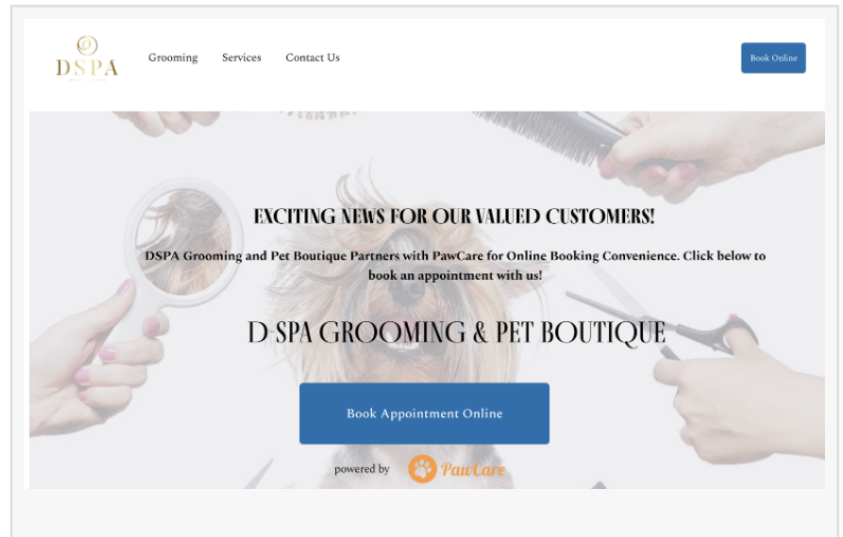 DSPA
Grooming Services Contact Us
Book Online
EXCITING NEWS FOR OUR VALUED CUSTOMERS!
DSPA Grooming and Pet Boutique Partners with PawCare for Online Booking Convenience. Click below to
book an appointment with us!
D-SPA GROOMING & PET BOUTIQUE
Book Appointment Online
powered by PawCare